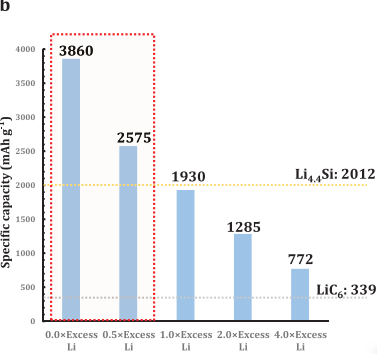 b
Specific capacity (mAh g⁻¹)
4000
3500
3000
2500
2000
1500
1000
500
0
3860
2575
1930
1285
772
Li₄.₄Si: 2012
LiC₆: 339
0.0×Excess Li
0.5×Excess Li
1.0×Excess Li
2.0×Excess Li
4.0×Excess Li